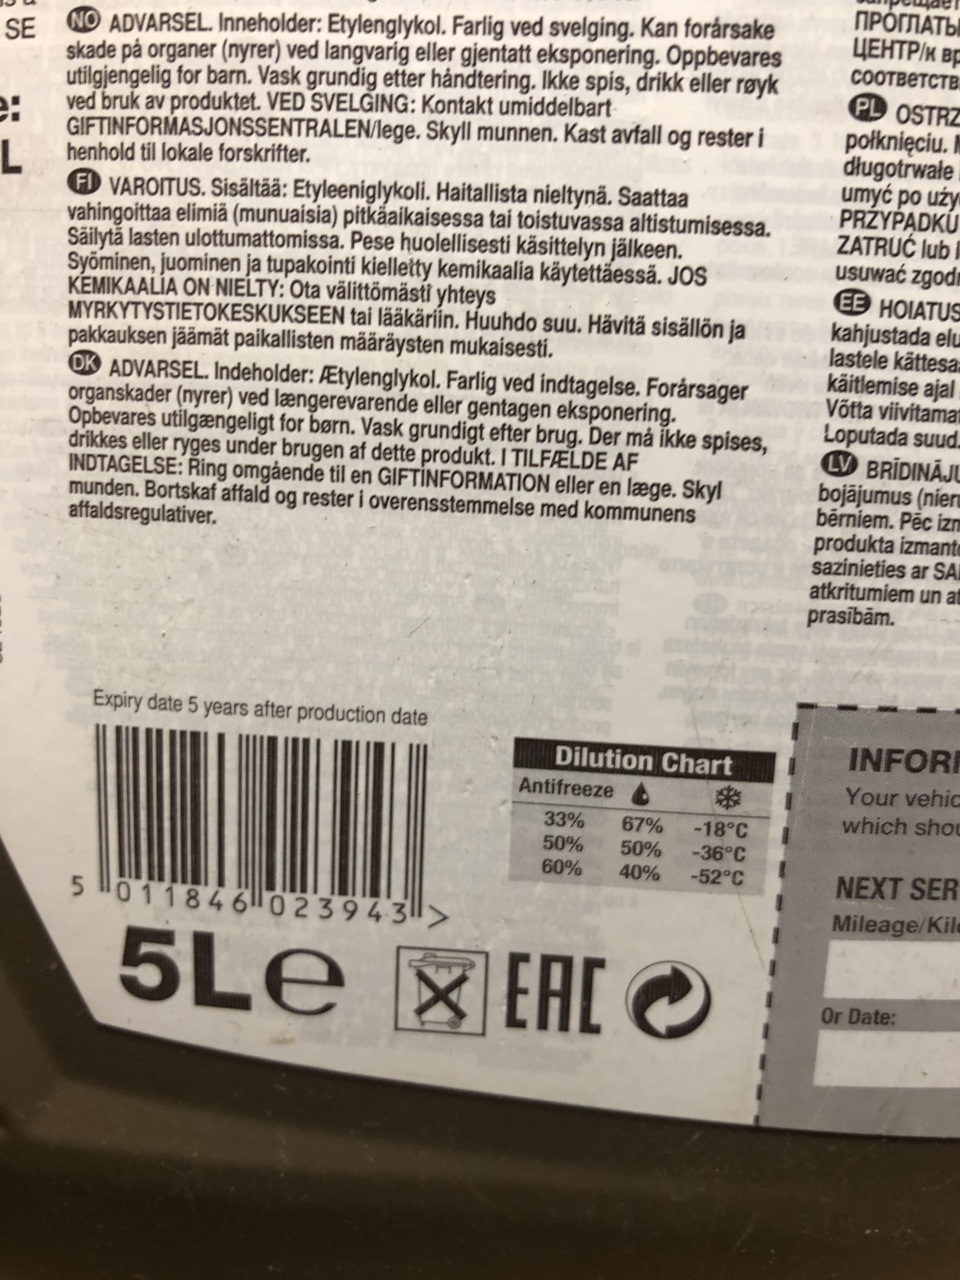 SE
e:
L
NO ADVARSEL. Inneholder: Etylenglykol. Farlig ved svelging. Kan forårsake
skade på organer (nyrer) ved langvarig eller gjentatt eksponering. Oppbevares
utilgjengelig for barn. Vask grundig etter håndtering. Ikke spis, drikk eller røyk
ved bruk av produktet. VED SVELGING: Kontakt umiddelbart
GIFTINFORMASJONSSENTRALEN/lege. Skyll munnen. Kast avfall og rester i
henhold til lokale forskrifter.
FI VAROITUS. Sisältää: Etyleeniglykoli. Haitallista nieltynä. Saattaa
vahingoittaa elimiä (munuaisia) pitkäaikaisessa tai toistuvassa altistumisessa.
Säilytä lasten ulottumattomissa. Pese huolellisesti käsittelyn jälkeen.
Syöminen, juominen ja tupakointi kielletty kemikaalia käytettäessä. JOS
KEMIKAALIA ON NIELTY: Ota välittömästi yhteys
MYRKYTYSTIETOKESKUKSEEN tai lääkäriin. Huuhdo suu. Hävitä sisällön ja
pakkauksen jäämät paikallisten määräysten mukaisesti.
DK ADVARSEL. Indeholder: Ætylenglykol. Farlig ved indtagelse. Forårsager
organskader (nyrer) ved længerevarende eller gentagen eksponering.
Opbevares utilgængeligt for børn. Vask grundigt efter brug. Der må ikke spises,
drikkes eller ryges under brugen af dette produkt. I TILFÆLDE AF
INDTAGELSE: Ring omgående til en GIFTINFORMATION eller en læge. Skyl
munden. Bortskaf affald og rester i overensstemmelse med kommunens
affaldsregulativer.
ПРОГЛАТЫ
ЦЕНТР/к вр
соответств
PL OSTRZ
połknięciu. M
długotrwałe
umyć po uży
PRZYPADKU
ZATRUĆ lub l
usuwać zgod
EE HOIATUS
kahjustada elu
lastele kättesa
käitlemise ajal
Võtta viivitama
Loputada suud.
LV BRĪDINĀJU
bojājumus (nier
bērniem. Pēc izm
produkta izmant
sazinieties ar SA
atkritumiem un at
prasībām.
Expiry date 5 years after production date
5 011846 023943 >
5L e
EAC
Dilution Chart
Antifreeze
33% 67% -18°C
50% 50% -36°C
60% 40% -52°C
INFOR
Your vehic
which shou
NEXT SER
Mileage/Kilo
Or Date: